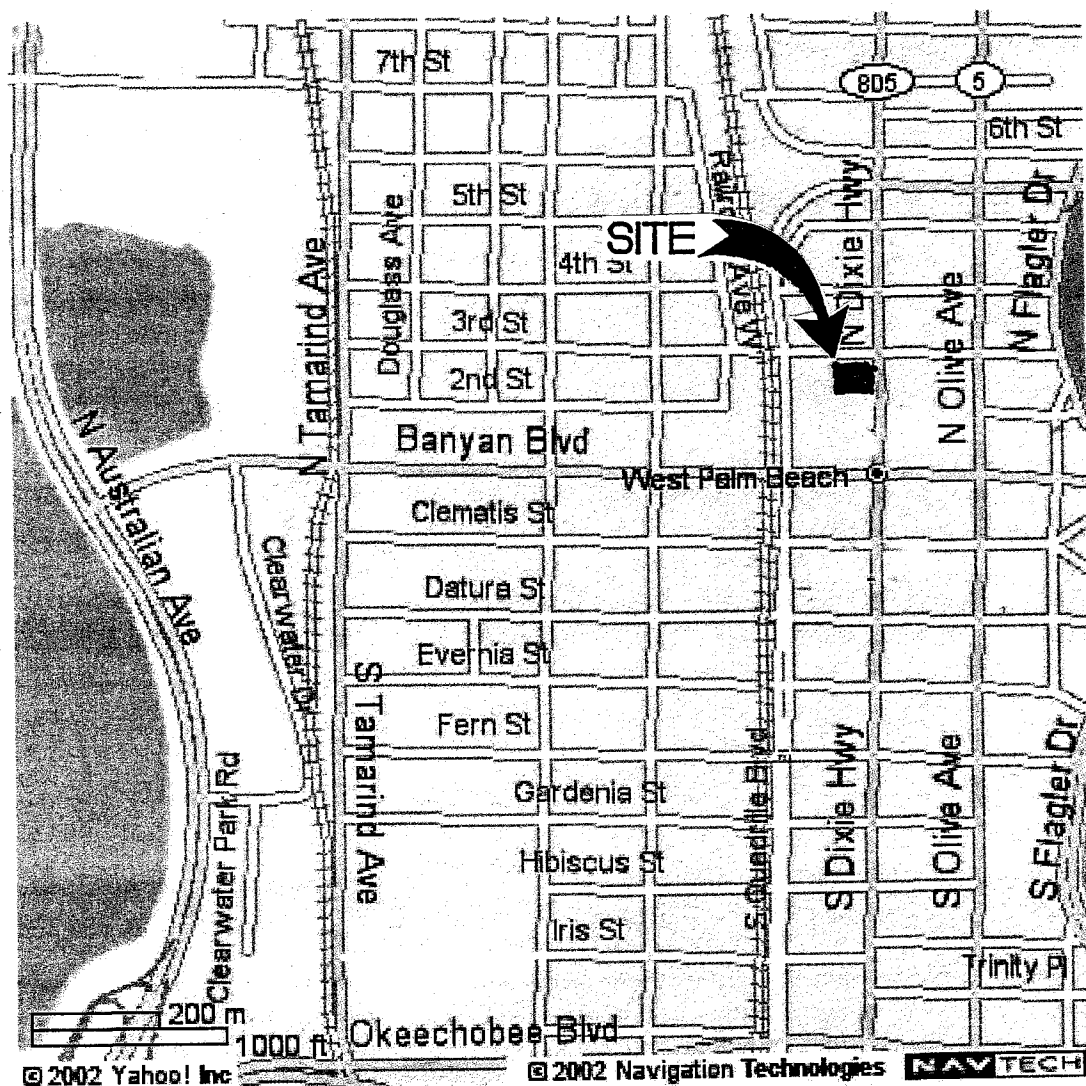 7th St
805
5
6th St
5th St
Railroad Ave W
N Dixie Hwy
N Flagler Dr
SITE
Douglass Ave
4th St
N Tamarind Ave
N Olive Ave
3rd St
2nd St
Banyan Blvd
N Australian Ave
West Palm Beach
Clematis St
Clearwater Dr
Datura St
Evernia St
S Tamarind Ave
Fern St
S Quadrille Blvd
S Dixie Hwy
S Olive Ave
S Flagler Dr
Clearwater Park Rd
Gardenia St
Hibiscus St
Iris St
Trinity Pl
200 m
1000 ft
Okeechobee Blvd
© 2002 Yahoo! Inc
© 2002 Navigation Technologies
NAVTECH